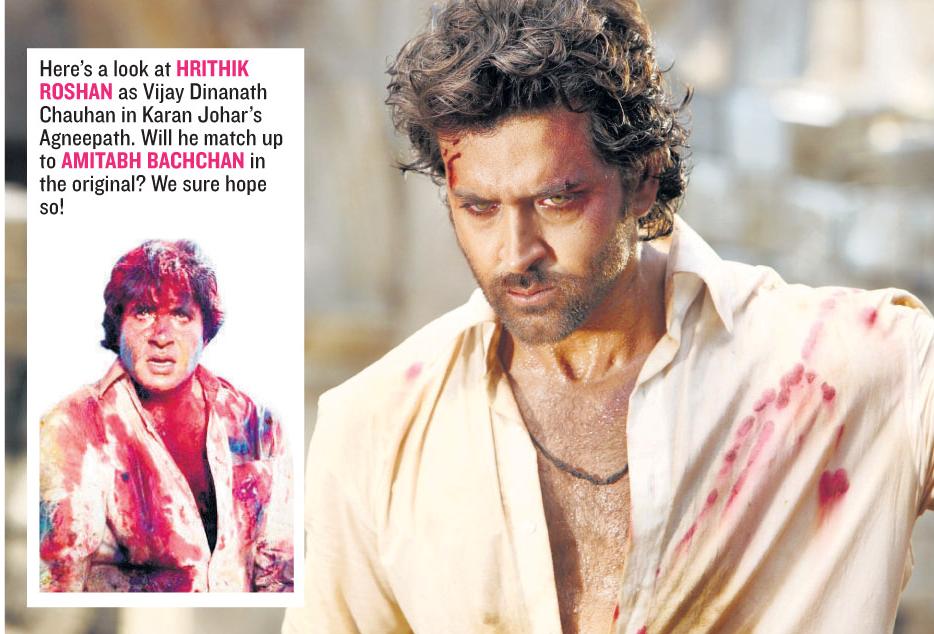 Here's a look at HRITHIK
ROSHAN as Vijay Dinanath
Chauhan in Karan Johar's
Agneepath. Will he match up
to AMITABH BACHCHAN in
the original? We sure hope
so!